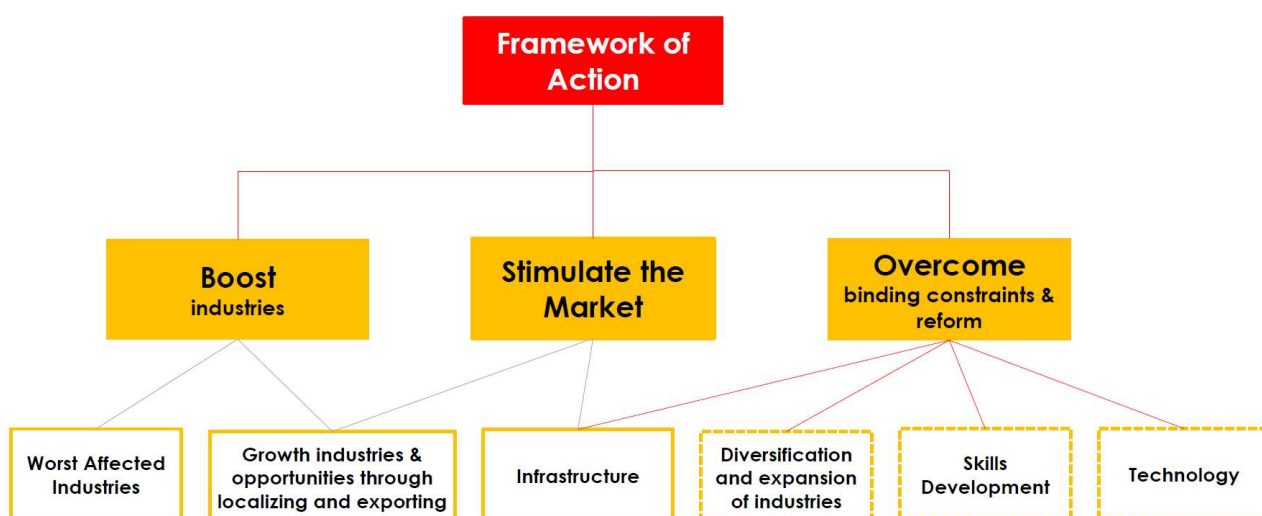 Framework of
Action
Boost
industries
Stimulate the
Market
Overcome
binding constraints &
reform
Worst Affected
Industries
Growth industries &
opportunities through
localizing and exporting
Infrastructure
Diversification
and expansion
of industries
Skills
Development
Technology